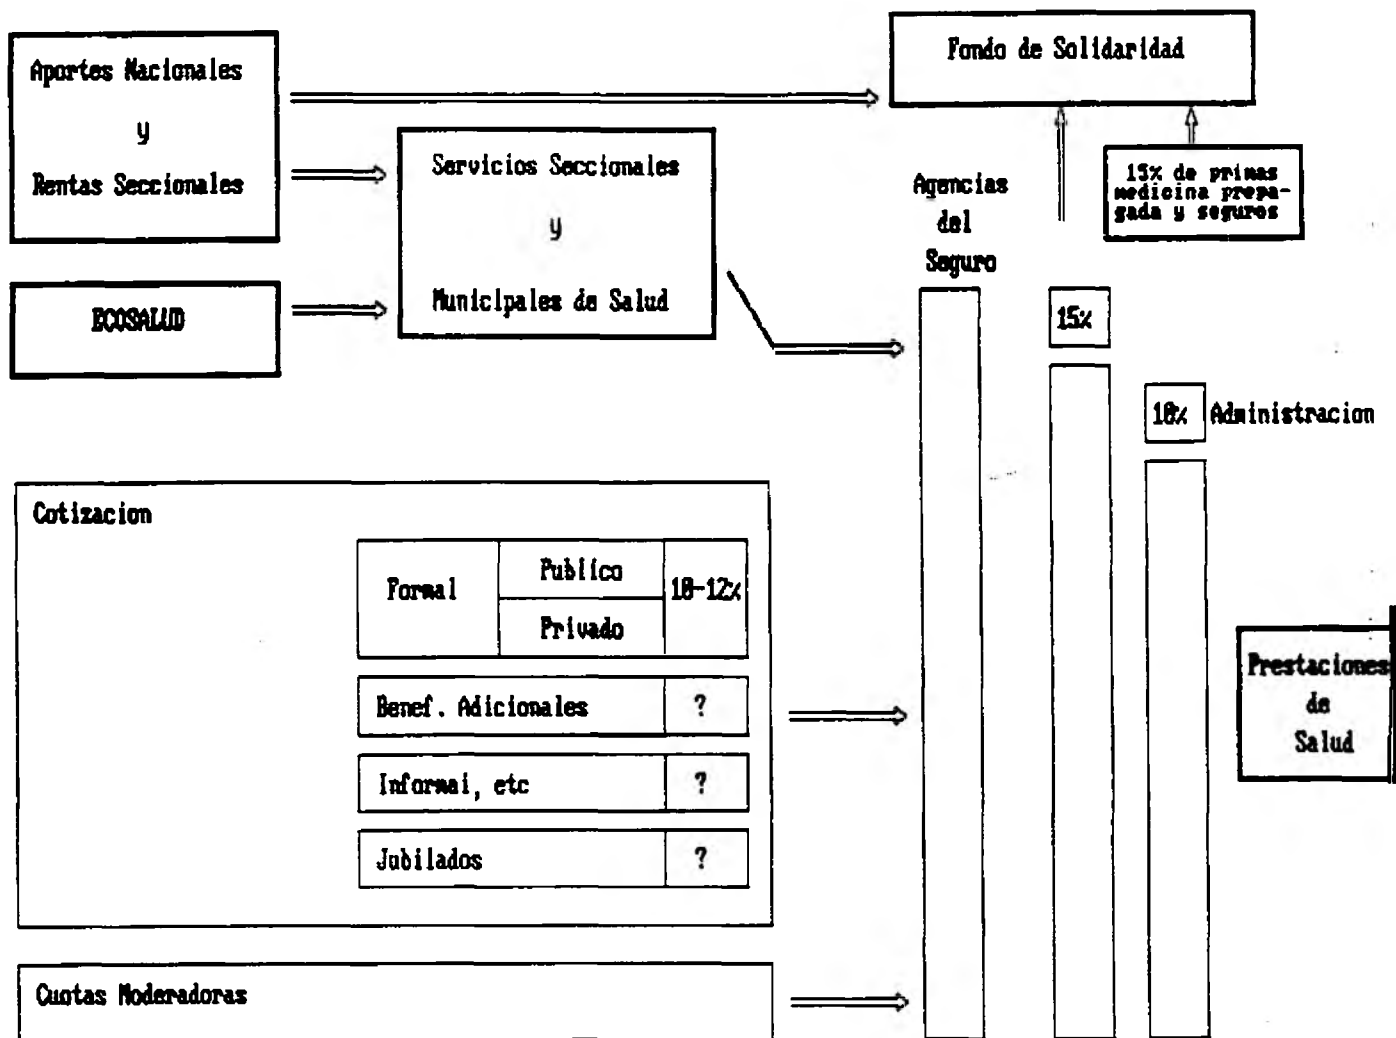 Aportes Nacionales
y
Rentas Seccionales
ECOSALUD
Servicios Seccionales
y
Municipales de Salud
Fondo de Solidaridad
15% de primas
medicina prepa-
gada y seguros
Agencias
del
Seguro
15%
10% Administracion
Cotizacion
Formal
Publico
Privado
10-12%
Benef. Adicionales ?
Informal, etc ?
Jubilados ?
Prestaciones
de
Salud
Cuotas Moderadoras